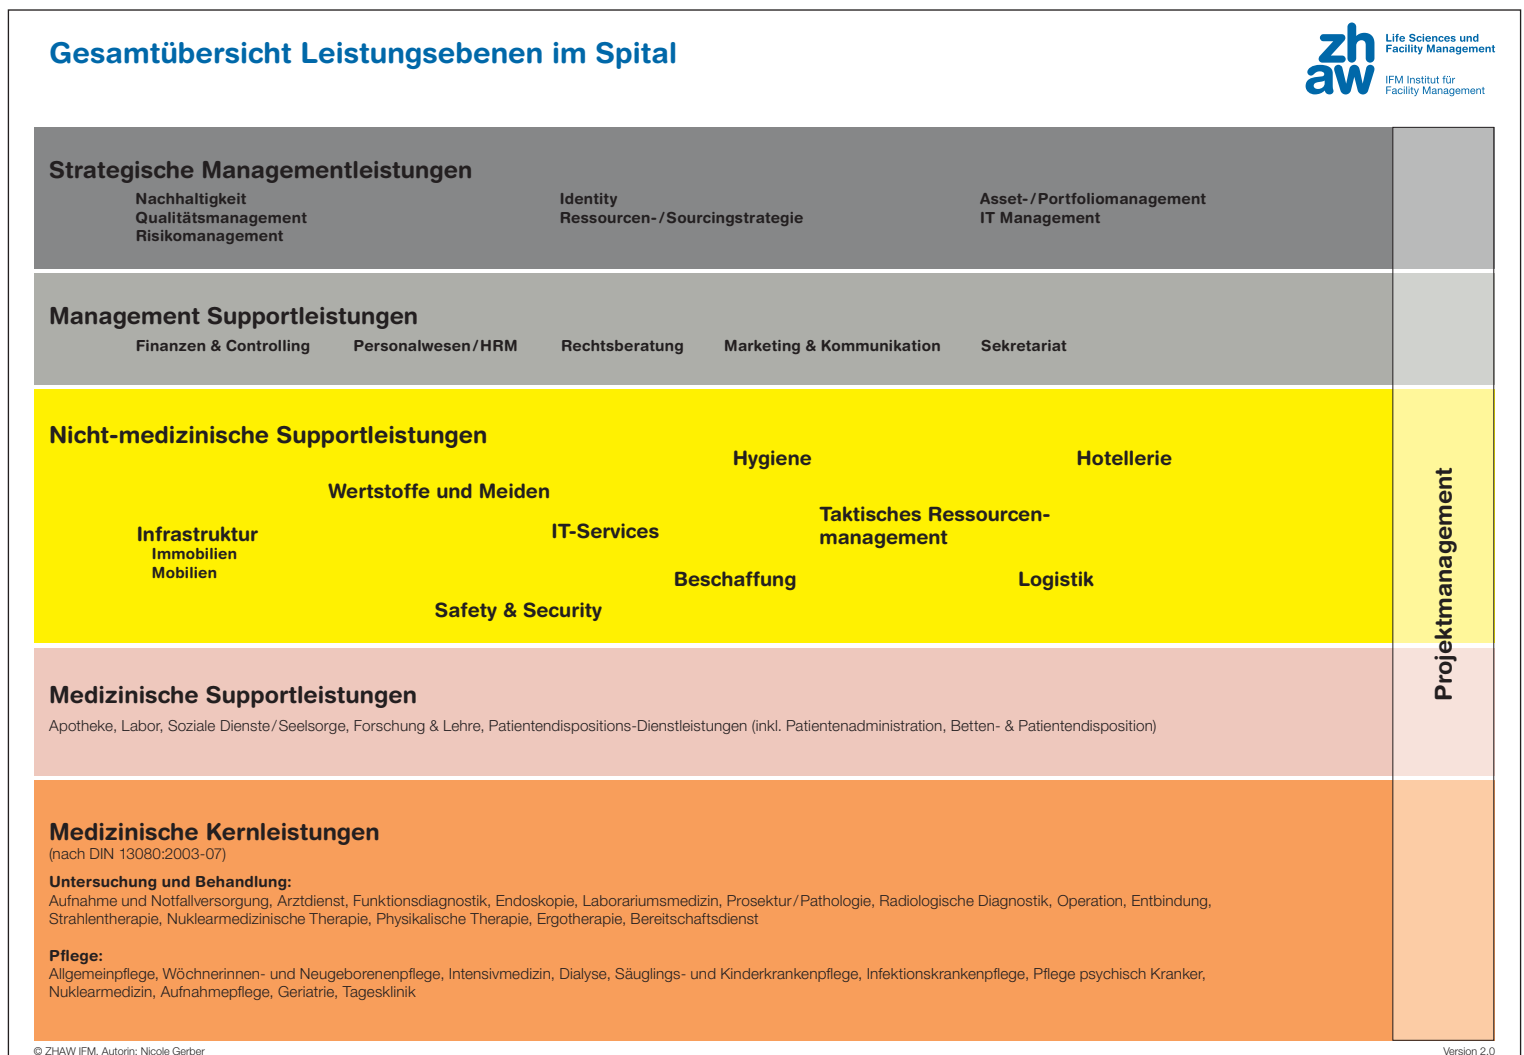 Gesamtübersicht Leistungsebenen im Spital
zh
aw
Life Sciences und
Facility Management
IFM Institut für
Facility Management
Strategische Managementleistungen
Nachhaltigkeit
Qualitätsmanagement
Risikomanagement
Identity
Ressourcen-/Sourcingstrategie
Asset-/Portfoliomanagement
IT Management
Management Supportleistungen
Finanzen & Controlling
Personalwesen/HRM
Rechtsberatung
Marketing & Kommunikation
Sekretariat
Nicht-medizinische Supportleistungen
Hygiene
Hotellerie
Wertstoffe und Meiden
Taktisches Ressourcen-
management
Infrastruktur
Immobilien
Mobilien
IT-Services
Beschaffung
Logistik
Safety & Security
Projektmanagement
Medizinische Supportleistungen
Apotheke, Labor, Soziale Dienste/Seelsorge, Forschung & Lehre, Patientendispositions-Dienstleistungen (inkl. Patientenadministration, Betten- & Patientendisposition)
Medizinische Kernleistungen
(nach DIN 13080:2003-07)
Untersuchung und Behandlung:
Aufnahme und Notfallversorgung, Arztdienst, Funktionsdiagnostik, Endoskopie, Laborariumsmedizin, Prosektur/Pathologie, Radiologische Diagnostik, Operation, Entbindung,
Strahlentherapie, Nuklearmedizinische Therapie, Physikalische Therapie, Ergotherapie, Bereitschaftsdienst
Pflege:
Allgemeinpflege, Wöchnerinnen- und Neugeborenenpflege, Intensivmedizin, Dialyse, Säuglings- und Kinderkrankenpflege, Infektionskrankenpflege, Pflege psychisch Kranker,
Nuklearmedizin, Aufnahmepflege, Geriatrie, Tagesklinik
© ZHAW IFM, Autorin: Nicole Gerber
Version 2.0